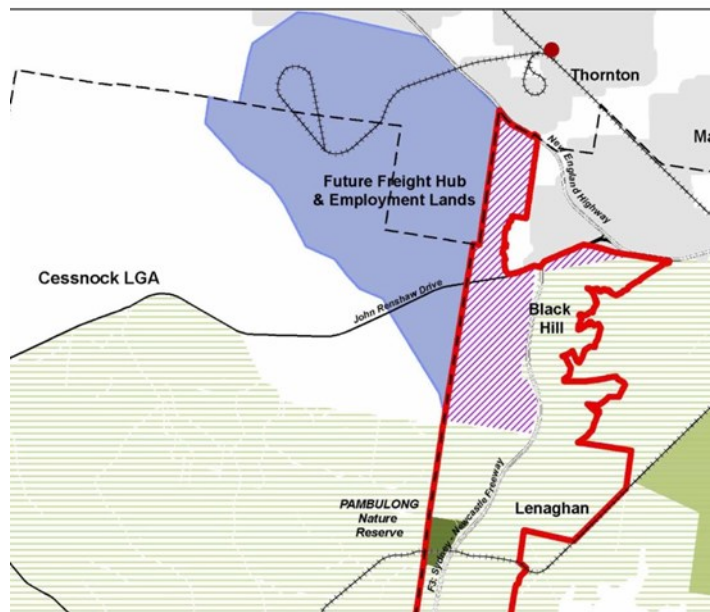 Thornton
Ma
New England Highway
Future Freight Hub
& Employment Lands
Cessnock LGA
John Renshaw Drive
Black
Hill
PAMBULONG
Nature
Reserve
F3: Sydney - Newcastle Freeway
Lenaghan